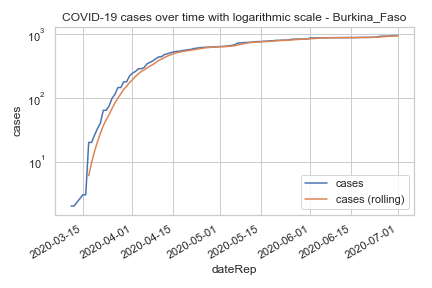 COVID-19 cases over time with logarithmic scale - Burkina_Faso
10³
10²
10¹
cases
cases
cases (rolling)
2020-03-15
2020-04-01
2020-04-15
2020-05-01
2020-05-15
2020-06-01
2020-06-15
2020-07-01
dateRep